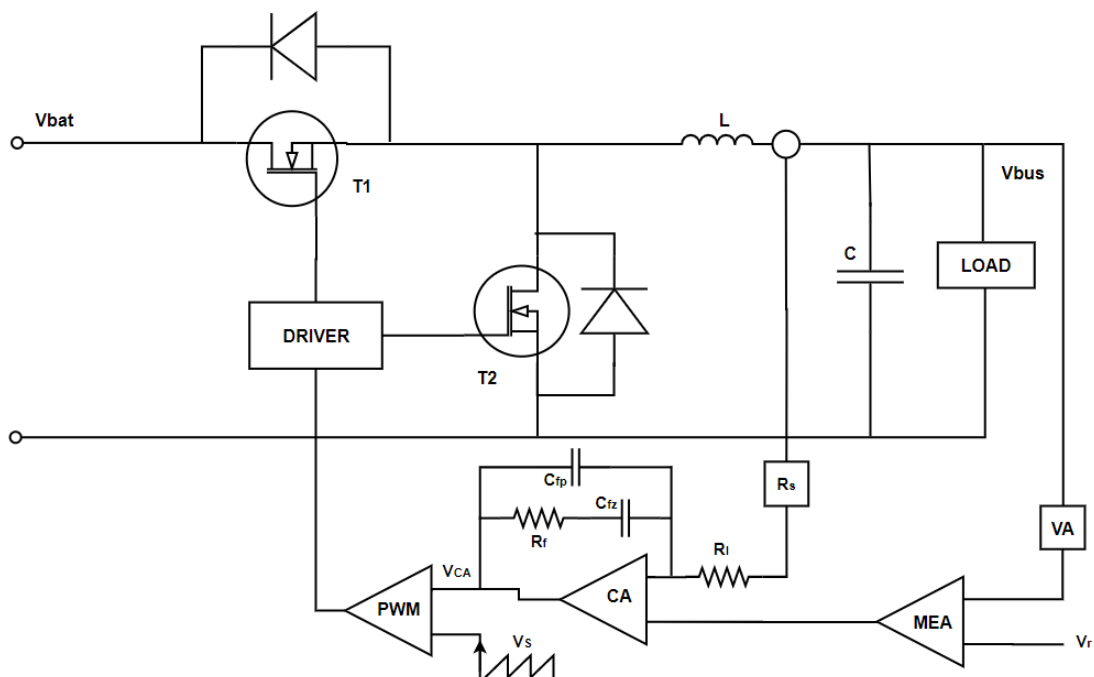 Vbat
L
T1
Vbus
C
LOAD
DRIVER
T2
Cfp
Cfz
Rs
Rf
Rl
VA
VCA
CA
PWM
MEA
Vs
Vr